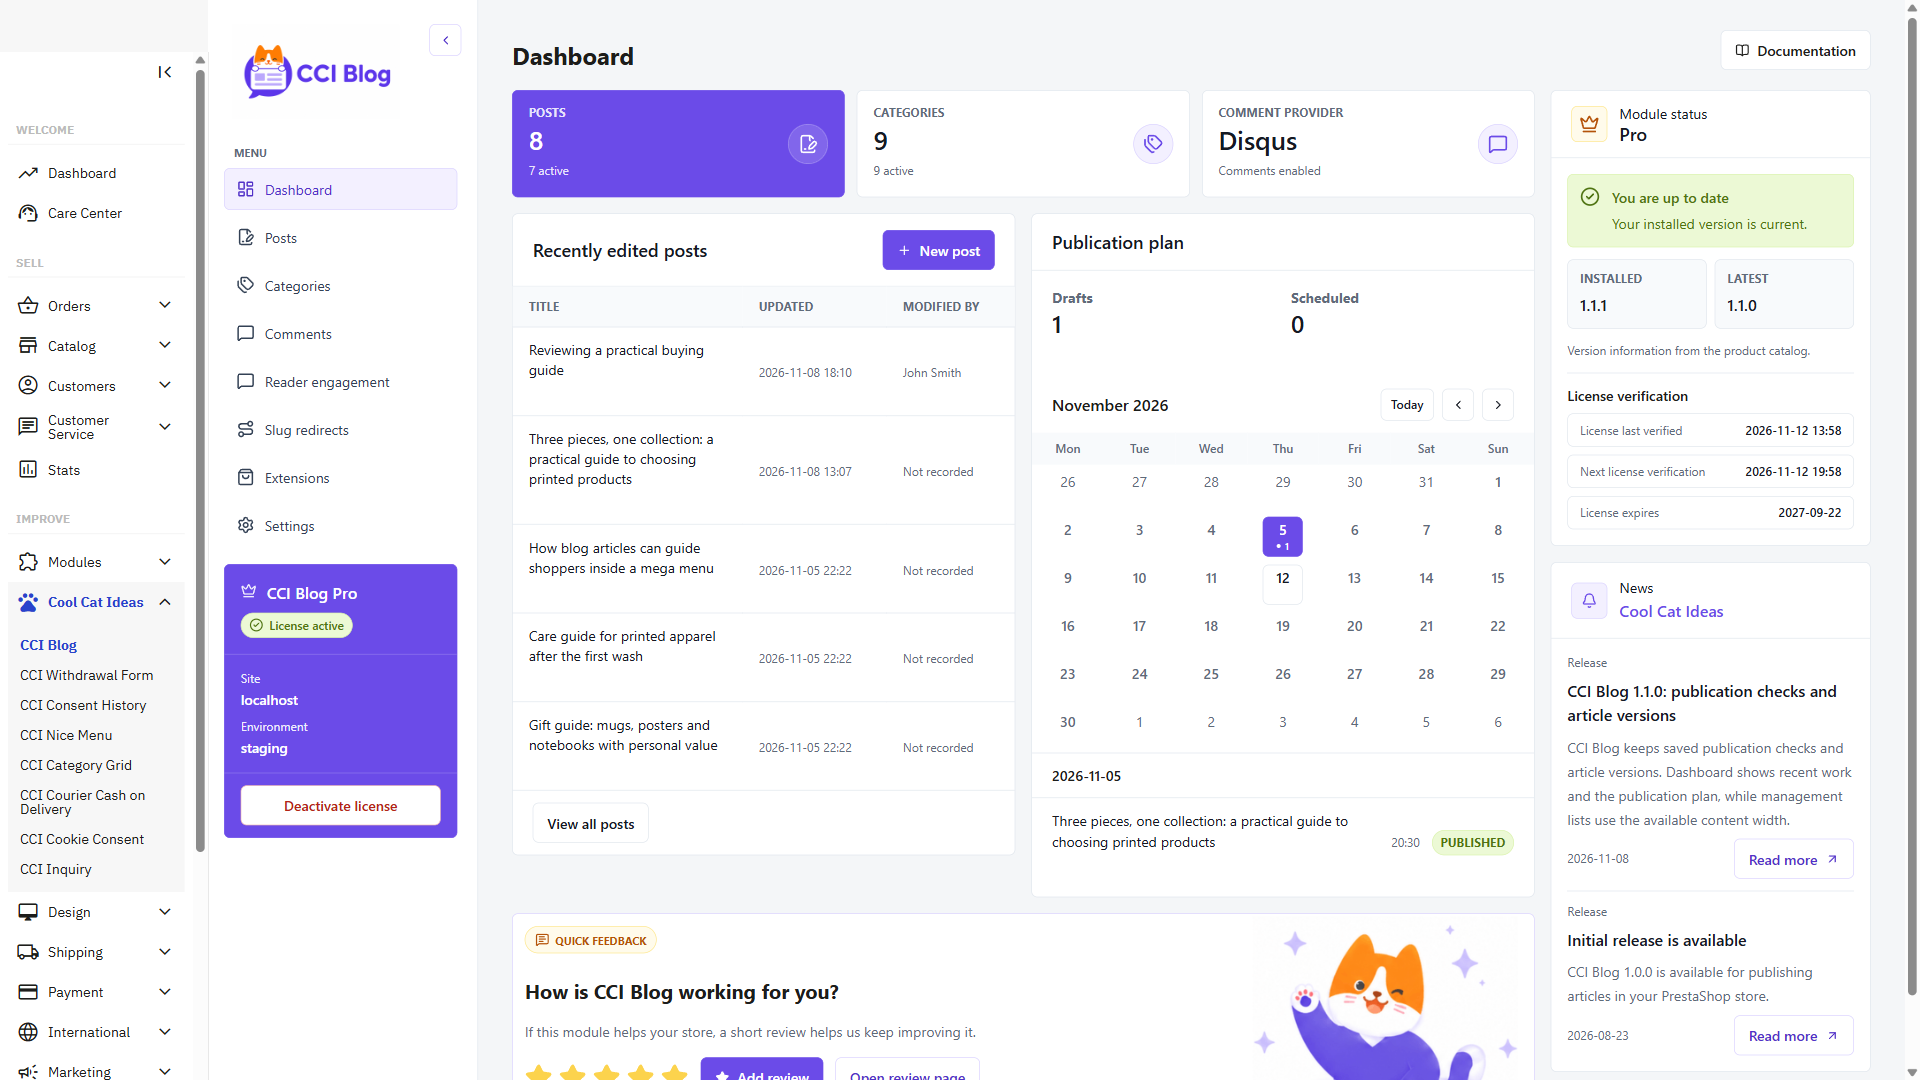 WELCOME
Dashboard
Care Center
SELL
Orders
Catalog
Customers
Customer
Service
Stats
IMPROVE
Modules
Cool Cat Ideas
CCI Blog
CCI Withdrawal Form
CCI Consent History
CCI Nice Menu
CCI Category Grid
CCI Courier Cash on
Delivery
CCI Cookie Consent
CCI Inquiry
Design
Shipping
Payment
International
Marketing
CCI Blog
MENU
Dashboard
Posts
Categories
Comments
Reader engagement
Slug redirects
Extensions
Settings
CCI Blog Pro
License active
Site
localhost
Environment
staging
Deactivate license
Dashboard
Documentation
POSTS
8
7 active
CATEGORIES
9
9 active
COMMENT PROVIDER
Disqus
Comments enabled
Recently edited posts
New post
TITLE UPDATED MODIFIED BY
Reviewing a practical buying
guide
2026-11-08 18:10 John Smith
Three pieces, one collection: a
practical guide to choosing
printed products
2026-11-08 13:07 Not recorded
How blog articles can guide
shoppers inside a mega menu
2026-11-05 22:22 Not recorded
Care guide for printed apparel
after the first wash
2026-11-05 22:22 Not recorded
Gift guide: mugs, posters and
notebooks with personal value
2026-11-05 22:22 Not recorded
View all posts
Publication plan
Drafts
1
Scheduled
0
November 2026
Today
Mon Tue Wed Thu Fri Sat Sun
26 27 28 29 30 31 1
2 3 4 5 6 7 8
• 1
9 10 11 12 13 14 15
16 17 18 19 20 21 22
23 24 25 26 27 28 29
30 1 2 3 4 5 6
2026-11-05
Three pieces, one collection: a practical guide to
choosing printed products
20:30 PUBLISHED
QUICK FEEDBACK
How is CCI Blog working for you?
If this module helps your store, a short review helps us keep improving it.
Add review
Open review page
Module status
Pro
You are up to date
Your installed version is current.
INSTALLED
1.1.1
LATEST
1.1.0
Version information from the product catalog.
License verification
License last verified 2026-11-12 13:58
Next license verification 2026-11-12 19:58
License expires 2027-09-22
News
Cool Cat Ideas
Release
CCI Blog 1.1.0: publication checks and
article versions
CCI Blog keeps saved publication checks and
article versions. Dashboard shows recent work
and the publication plan, while management
lists use the available content width.
2026-11-08
Read more
Release
Initial release is available
CCI Blog 1.0.0 is available for publishing
articles in your PrestaShop store.
2026-08-23
Read more